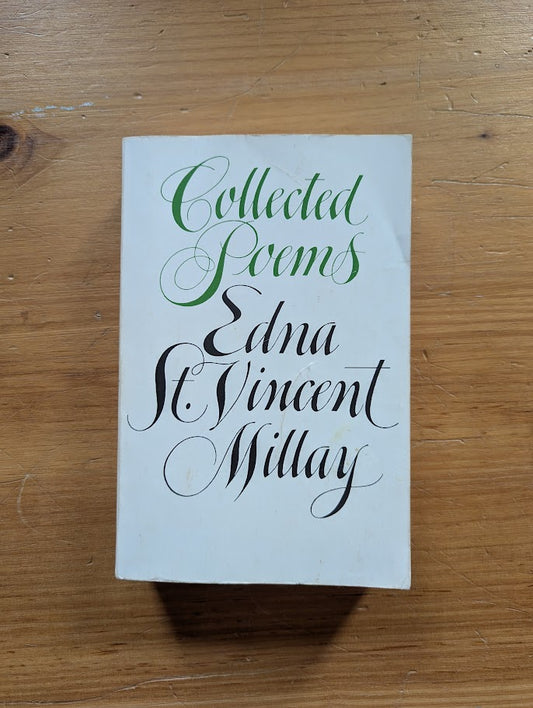 Collected
Poems
Edna
St. Vincent
Millay